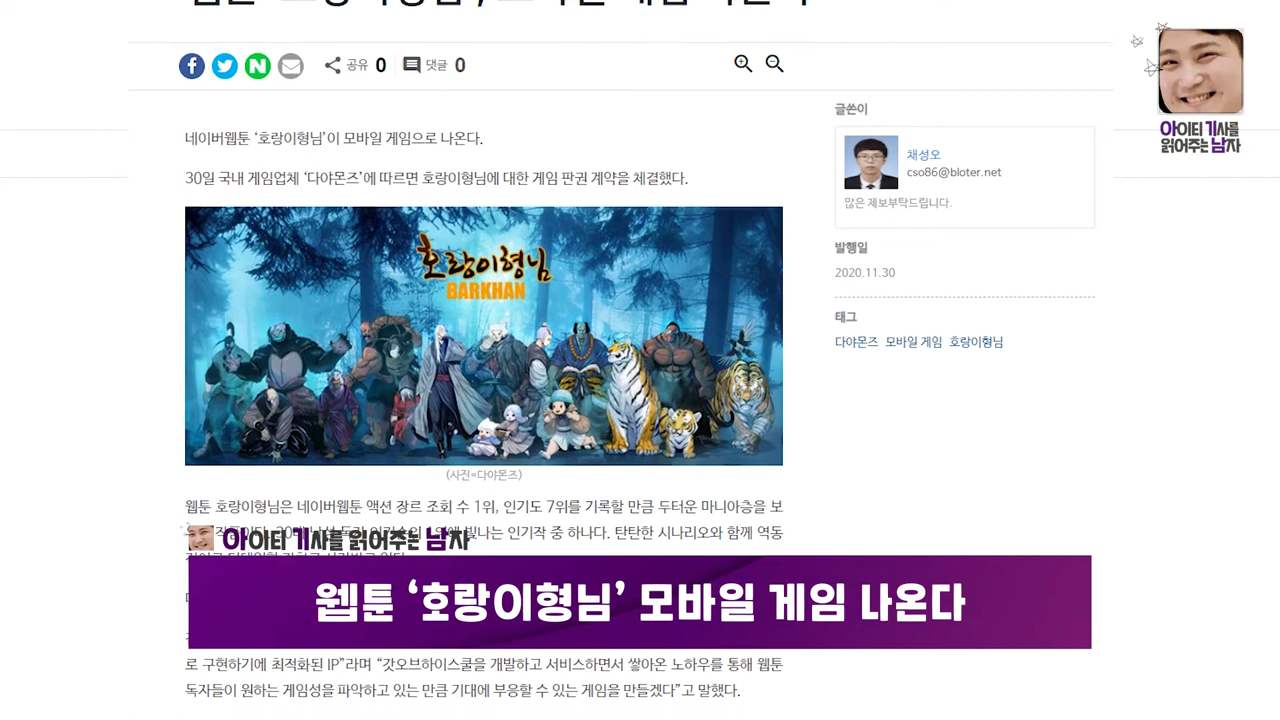 공유 0 댓글 0
아이티 기사를
읽어주는 남자
네이버웹툰 ‘호랑이형님’이 모바일 게임으로 나온다.
30일 국내 게임업체 ‘다야몬즈’에 따르면 호랑이형님에 대한 게임 판권 계약을 체결했다.
호랑이형님
BARKHAN
(사진=다야몬즈)
글쓴이
채성오
cso86@bloter.net
많은 제보부탁드립니다.
발행일
2020.11.30
태그
다야몬즈 모바일 게임 호랑이형님
웹툰 호랑이형님은 네이버웹툰 액션 장르 조회 수 1위, 인기도 7위를 기록할 만큼 두터운 마니아층을 보
빛나는 인기작 중 하나다. 탄탄한 시나리오와 함께 역동
아이티 기사를 읽어주는 남자
웹툰 ‘호랑이형님’ 모바일 게임 나온다
로 구현하기에 최적화된 IP”라며 “갓오브하이스쿨을 개발하고 서비스하면서 쌓아온 노하우를 통해 웹툰
독자들이 원하는 게임성을 파악하고 있는 만큼 기대에 부응할 수 있는 게임을 만들겠다”고 말했다.